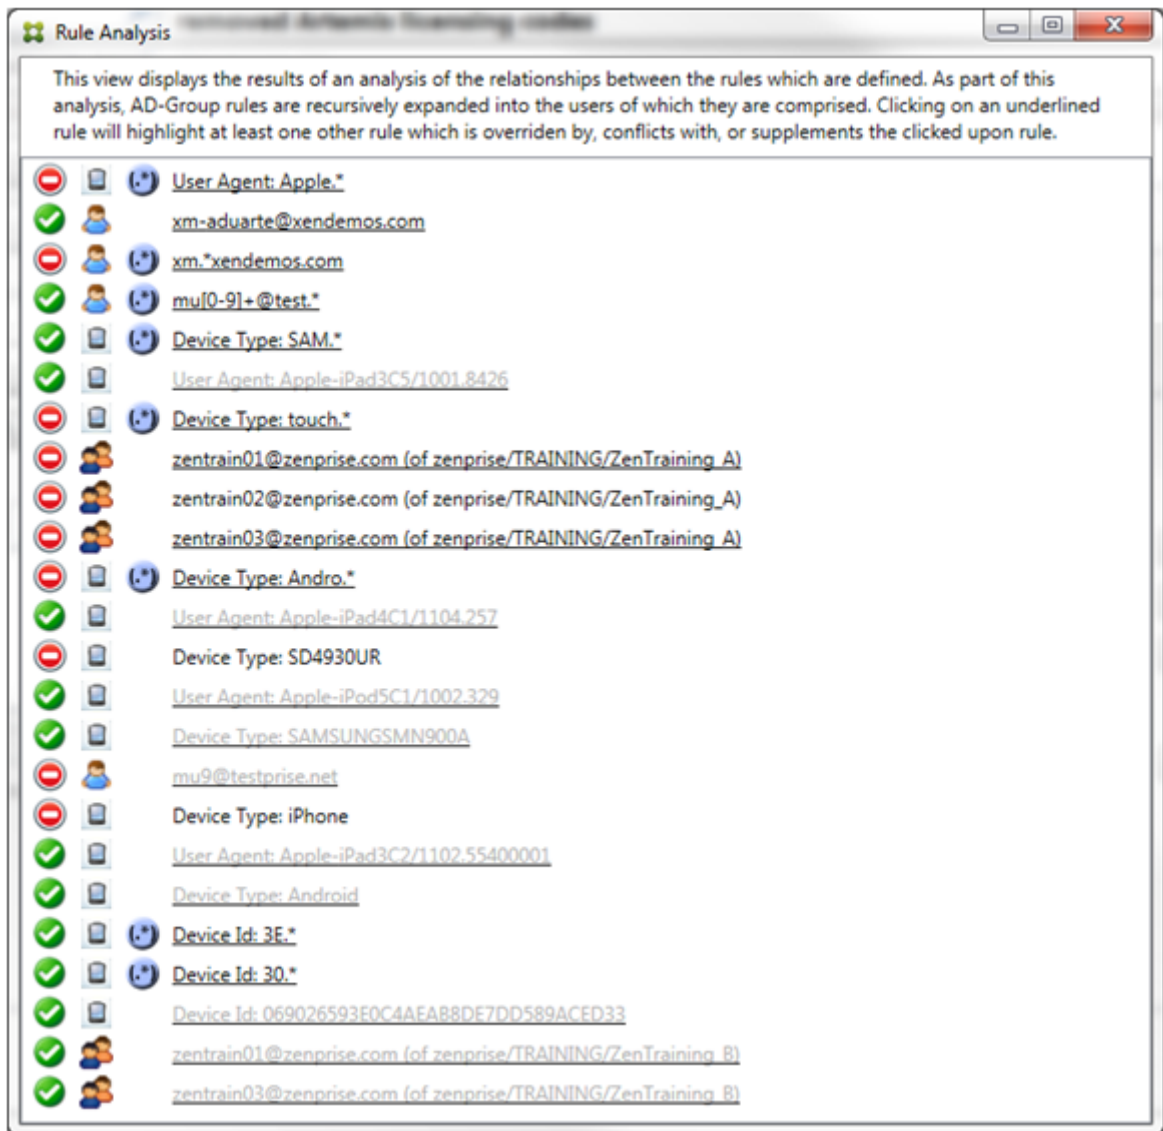 removed Artemis licensing codes
Rule Analysis
This view displays the results of an analysis of the relationships between the rules which are defined. As part of this
analysis, AD-Group rules are recursively expanded into the users of which they are comprised. Clicking on an underlined
rule will highlight at least one other rule which is overriden by, conflicts with, or supplements the clicked upon rule.
(.*) User Agent: Apple.*
xm-aduarte@xendemos.com
(.*) xm.*xendemos.com
(.*) mu[0-9]+@test.*
(.*) Device Type: SAM.*
User Agent: Apple-iPad3C5/1001.8426
(.*) Device Type: touch.*
zentrain01@zenprise.com (of zenprise/TRAINING/ZenTraining_A)
zentrain02@zenprise.com (of zenprise/TRAINING/ZenTraining_A)
zentrain03@zenprise.com (of zenprise/TRAINING/ZenTraining_A)
(.*) Device Type: Andro.*
User Agent: Apple-iPad4C1/1104.257
Device Type: SD4930UR
User Agent: Apple-iPod5C1/1002.329
Device Type: SAMSUNGSMN900A
mu9@testprise.net
Device Type: iPhone
User Agent: Apple-iPad3C2/1102.55400001
Device Type: Android
(.*) Device Id: 3E.*
(.*) Device Id: 30.*
Device Id: 069026593E0C4AEAB8DE7DD589ACED33
zentrain01@zenprise.com (of zenprise/TRAINING/ZenTraining_B)
zentrain03@zenprise.com (of zenprise/TRAINING/ZenTraining_B)